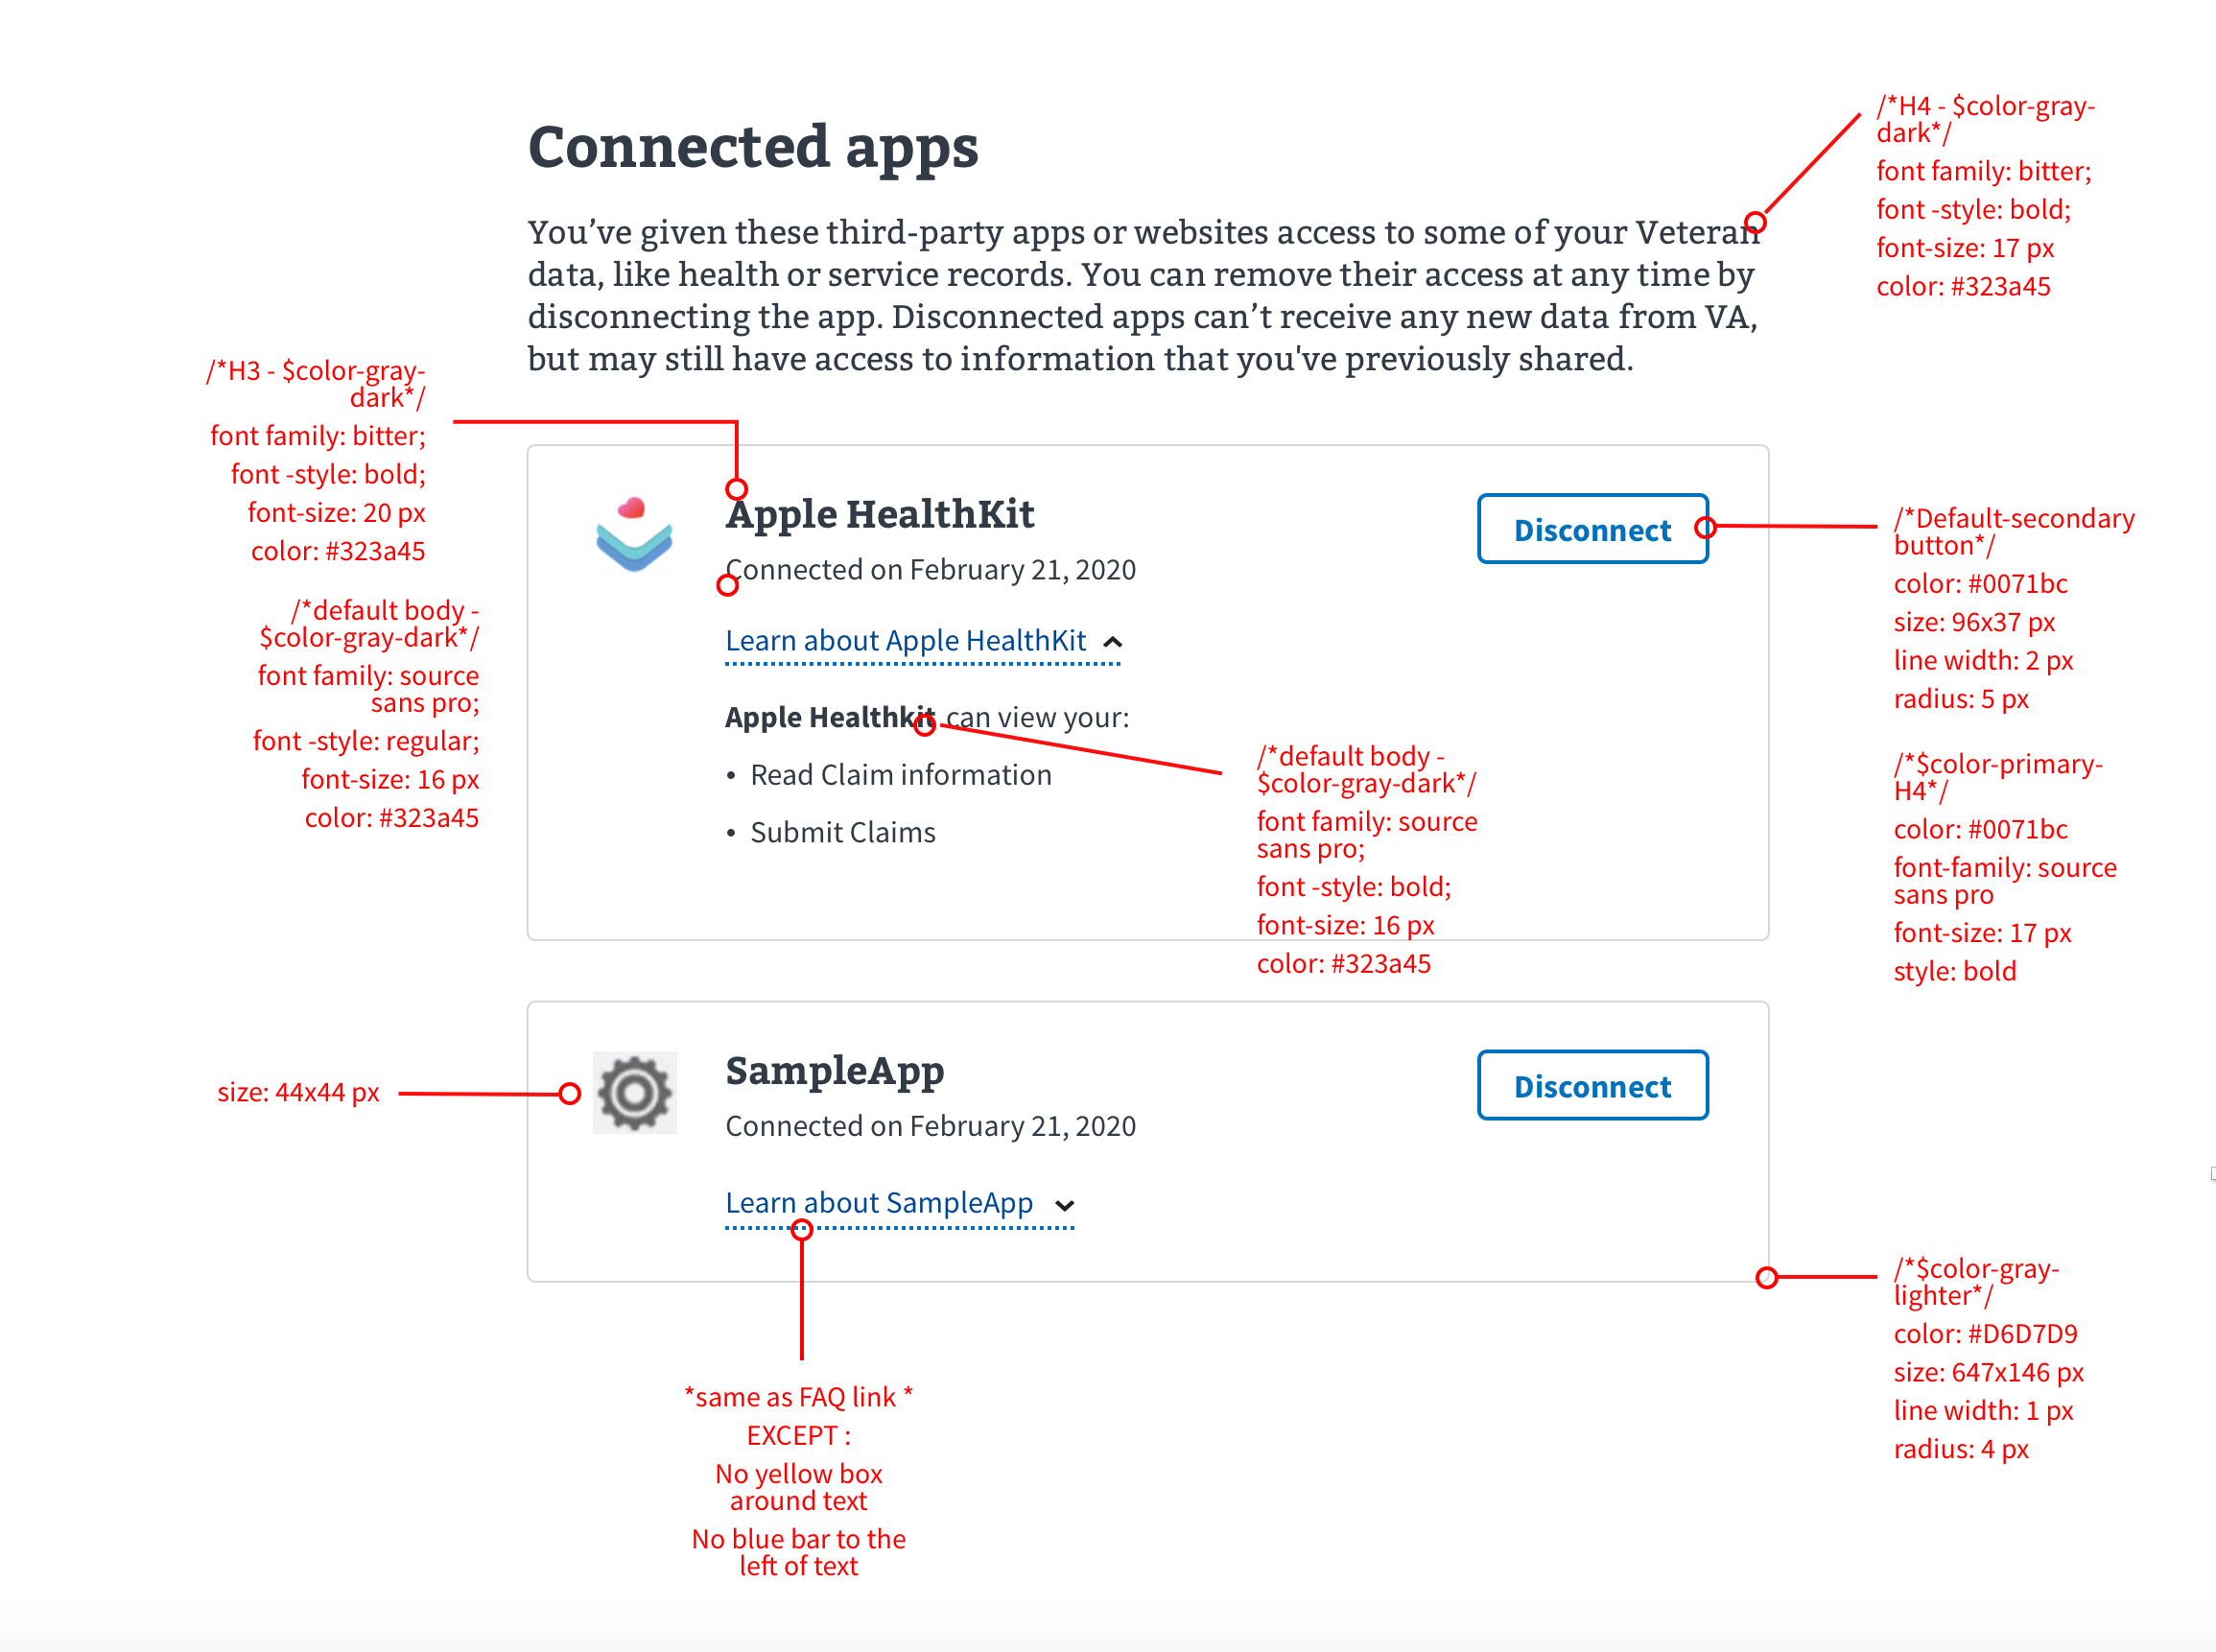 Connected apps
You’ve given these third-party apps or websites access to some of your Veteran
data, like health or service records. You can remove their access at any time by
disconnecting the app. Disconnected apps can’t receive any new data from VA,
but may still have access to information that you've previously shared.
/*H4 - $color-gray-
dark*/
font family: bitter;
font -style: bold;
font-size: 17 px
color: #323a45
/*H3 - $color-gray-
dark*/
font family: bitter;
font -style: bold;
font-size: 20 px
color: #323a45
/*default body -
$color-gray-dark*/
font family: source
sans pro;
font -style: regular;
font-size: 16 px
color: #323a45
Apple HealthKit
Connected on February 21, 2020
Learn about Apple HealthKit
Apple Healthkit can view your:
• Read Claim information
• Submit Claims
Disconnect
/*default body -
$color-gray-dark*/
font family: source
sans pro;
font -style: bold;
font-size: 16 px
color: #323a45
/*Default-secondary
button*/
color: #0071bc
size: 96x37 px
line width: 2 px
radius: 5 px
/*$color-primary-
H4*/
color: #0071bc
font-family: source
sans pro
font-size: 17 px
style: bold
size: 44x44 px
SampleApp
Connected on February 21, 2020
Learn about SampleApp
Disconnect
/*$color-gray-
lighter*/
color: #D6D7D9
size: 647x146 px
line width: 1 px
radius: 4 px
*same as FAQ link *
EXCEPT :
No yellow box
around text
No blue bar to the
left of text